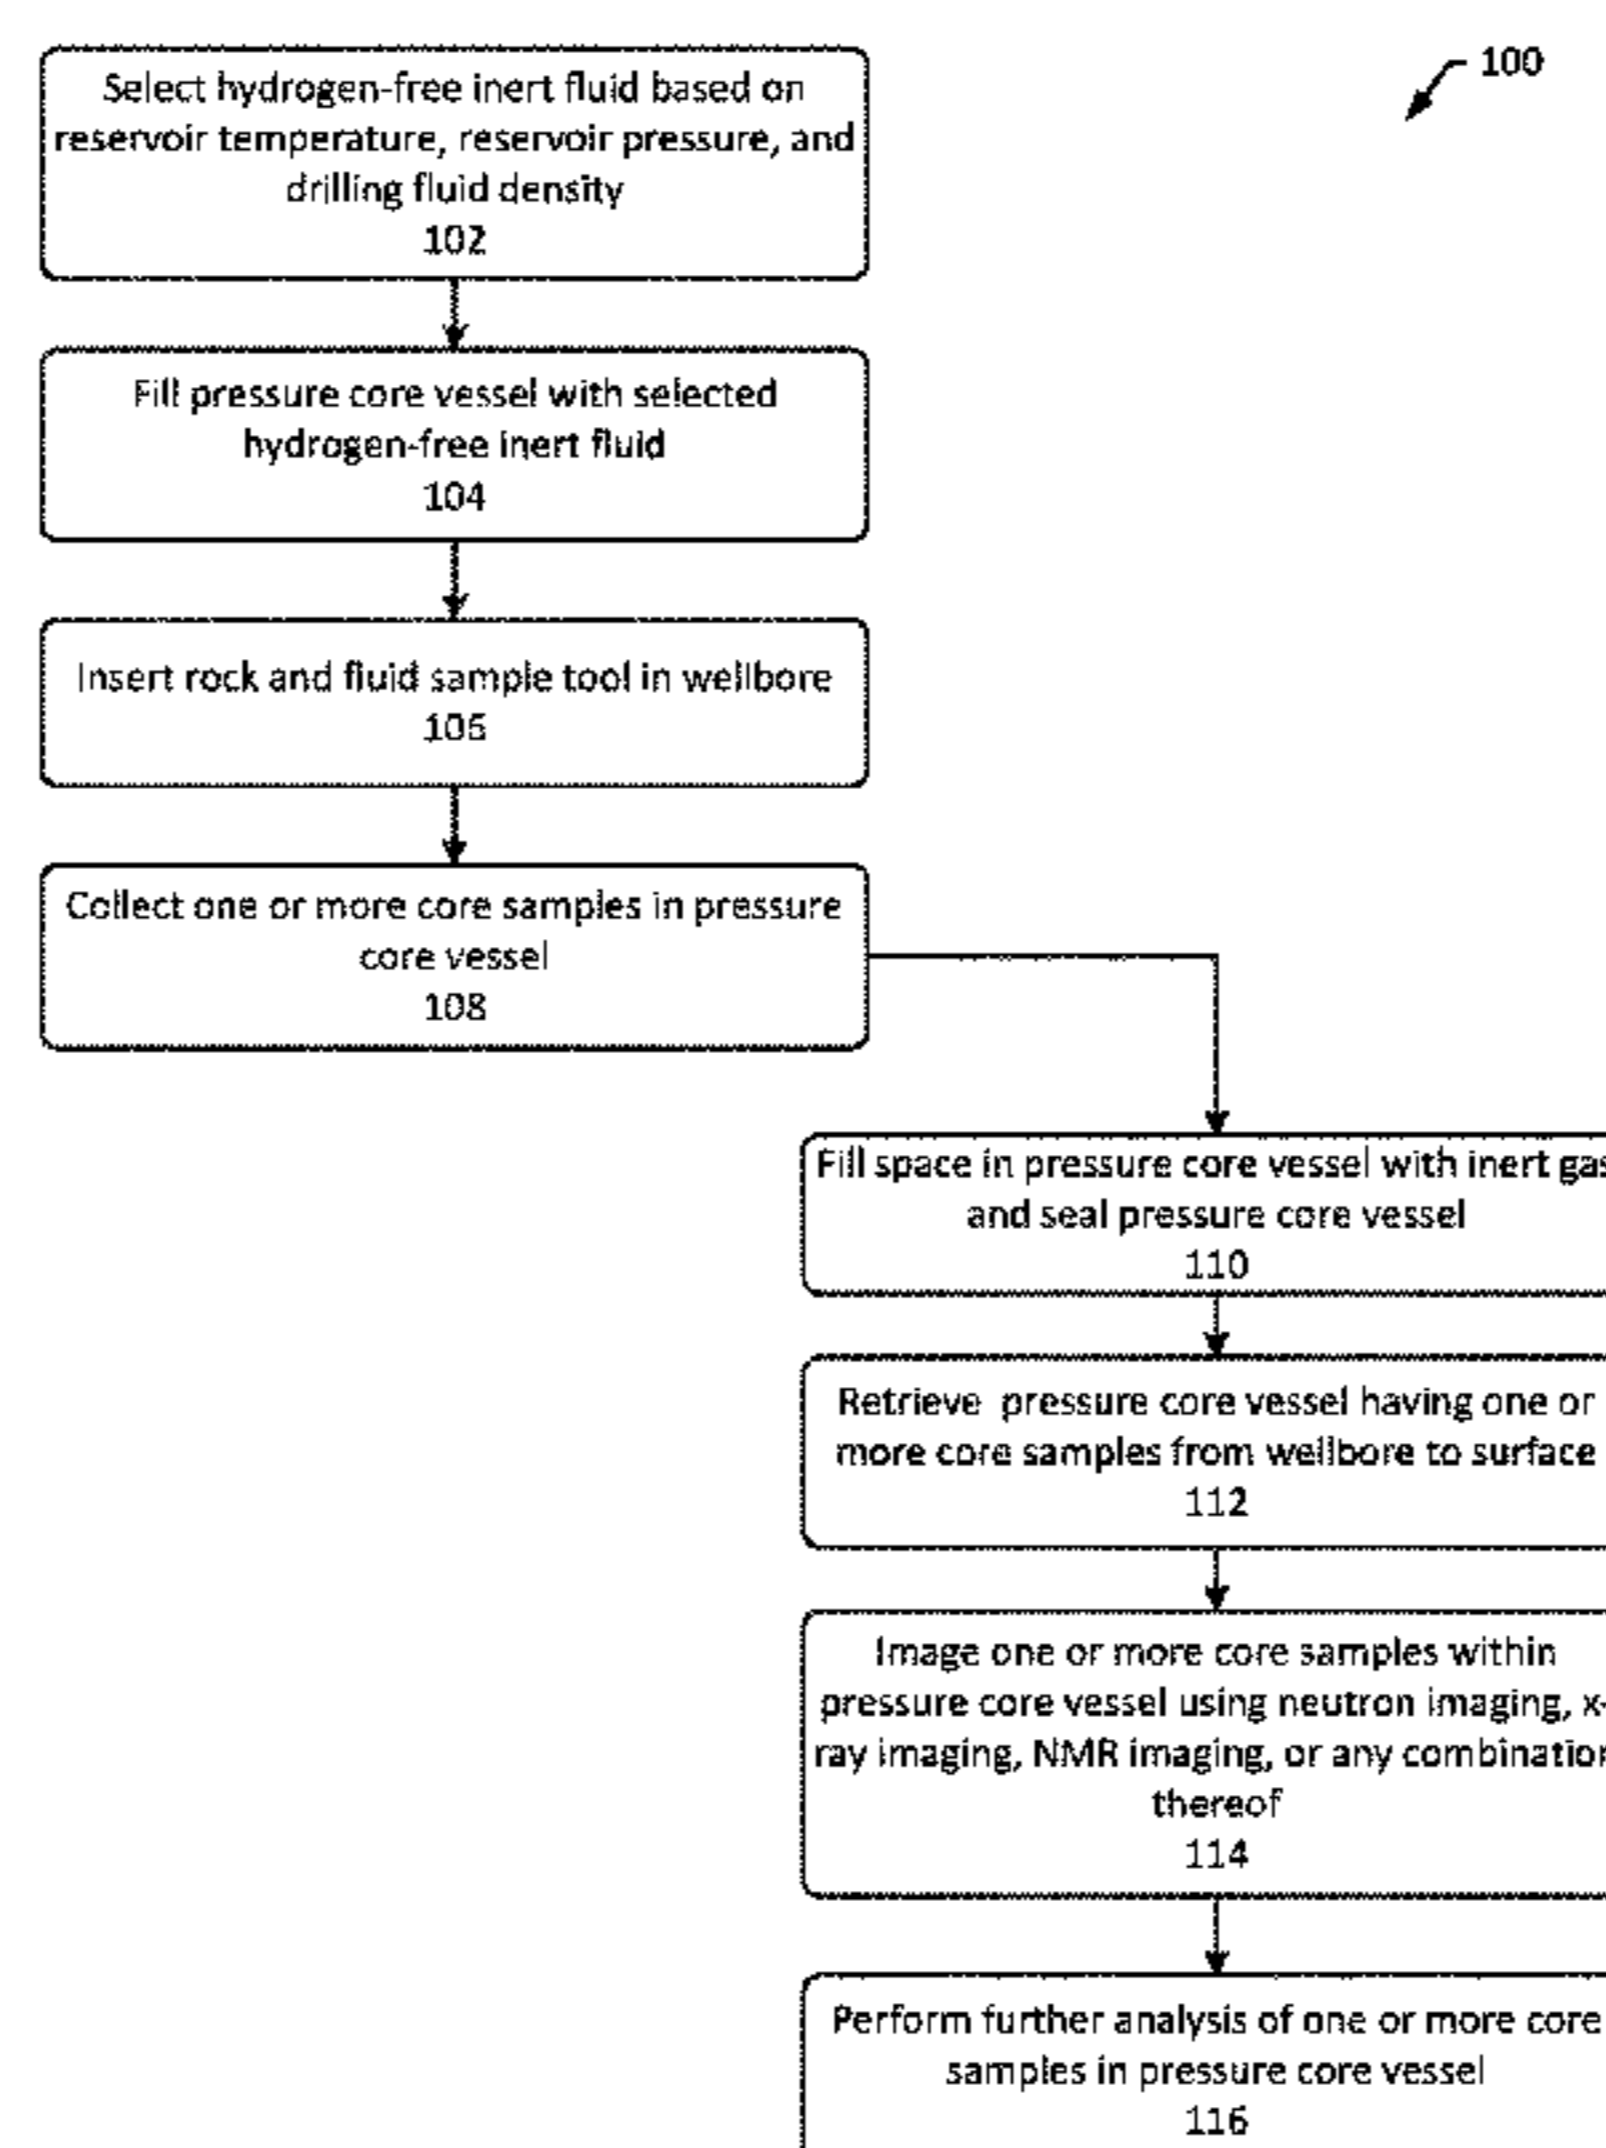 100
Select hydrogen-free inert fluid based on
reservoir temperature, reservoir pressure, and
drilling fluid density
102
Fill pressure core vessel with selected
hydrogen-free inert fluid
104
Insert rock and fluid sample tool in wellbore
106
Collect one or more core samples in pressure
core vessel
108
Fill space in pressure core vessel with inert gas
and seal pressure core vessel
110
Retrieve pressure core vessel having one or
more core samples from wellbore to surface
112
Image one or more core samples within
pressure core vessel using neutron imaging, x-
ray imaging, NMR imaging, or any combination
thereof
114
Perform further analysis of one or more core
samples in pressure core vessel
116